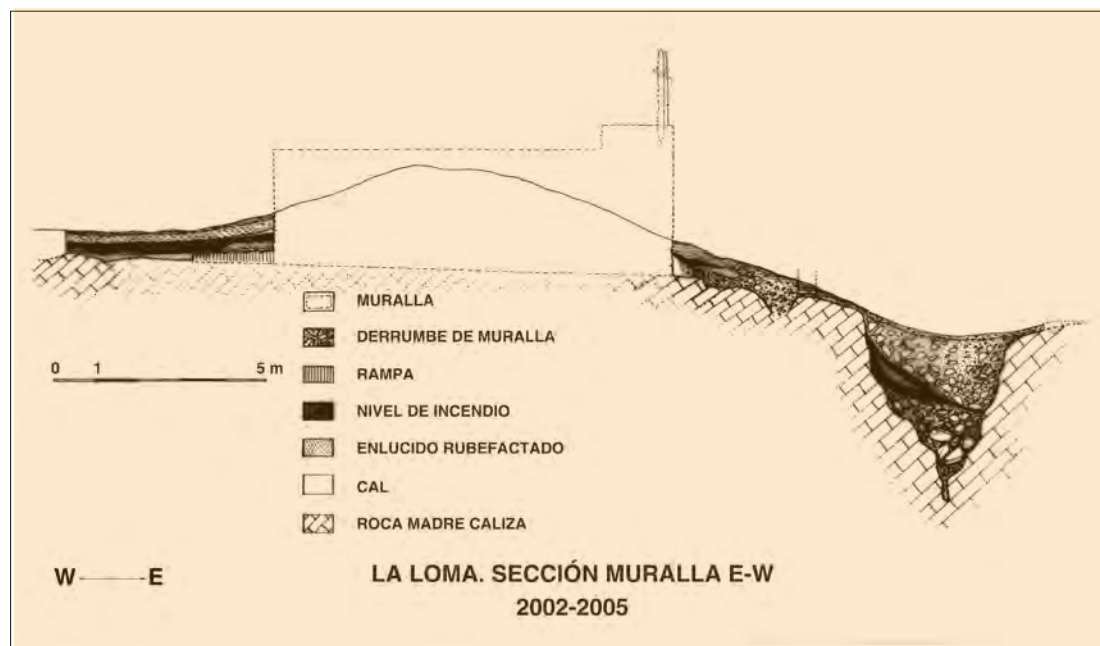 MURALLA
DERRUMBE DE MURALLA
0 1 5 m
RAMPA
NIVEL DE INCENDIO
ENLUCIDO RUBEFACTADO
CAL
ROCA MADRE CALIZA
W E
LA LOMA. SECCIÓN MURALLA E-W
2002-2005